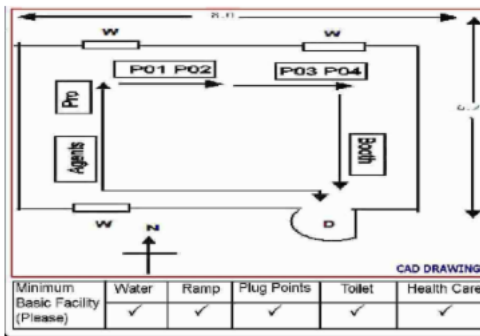 W W
P01 P02 P03 P04
Pro
Agents
Booth
W
D
N
CAD DRAWING
Minimum Basic Facility (Please) Water Ramp Plug Points Toilet Health Care
✓ ✓ ✓ ✓ ✓